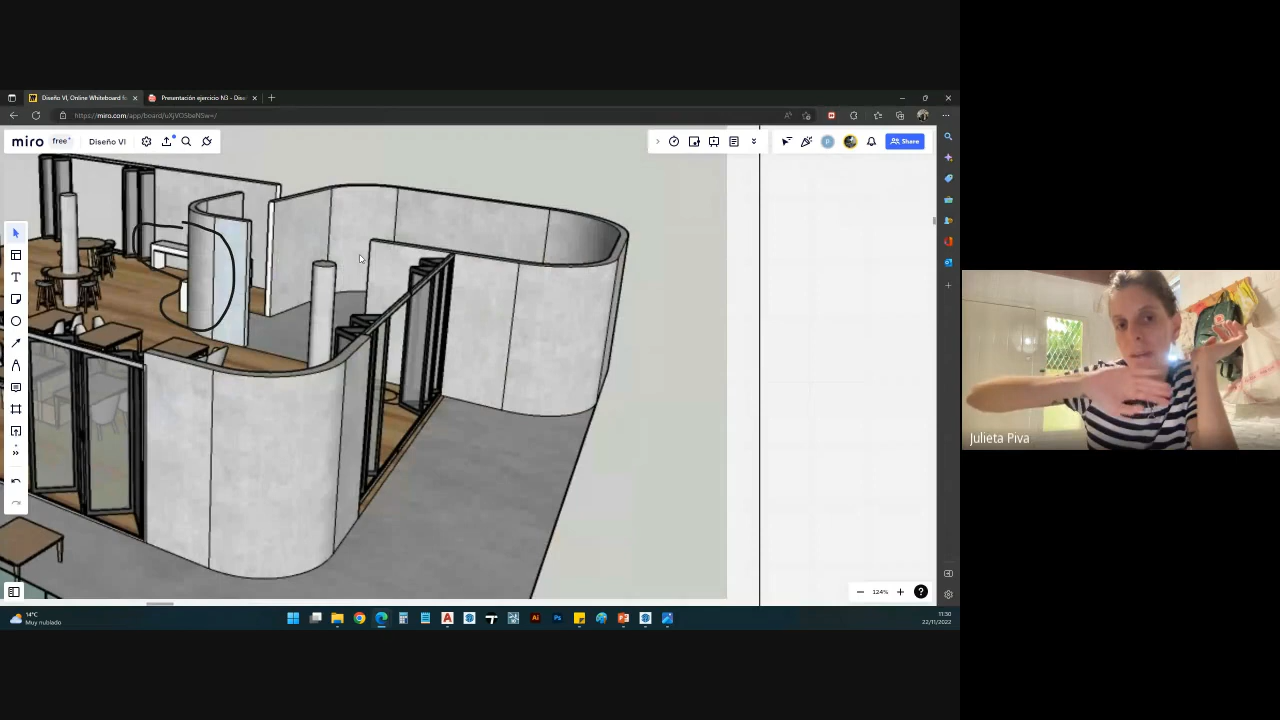 Diseño VI, Online Whiteboard fo
Presentación ejercicio N3 - Dise
https://miro.com/app/board/uXjVO5beNSw=/
miro free
Diseño VI
Share
Julieta Piva
124%
14°C
Muy nublado
11:30
22/11/2022